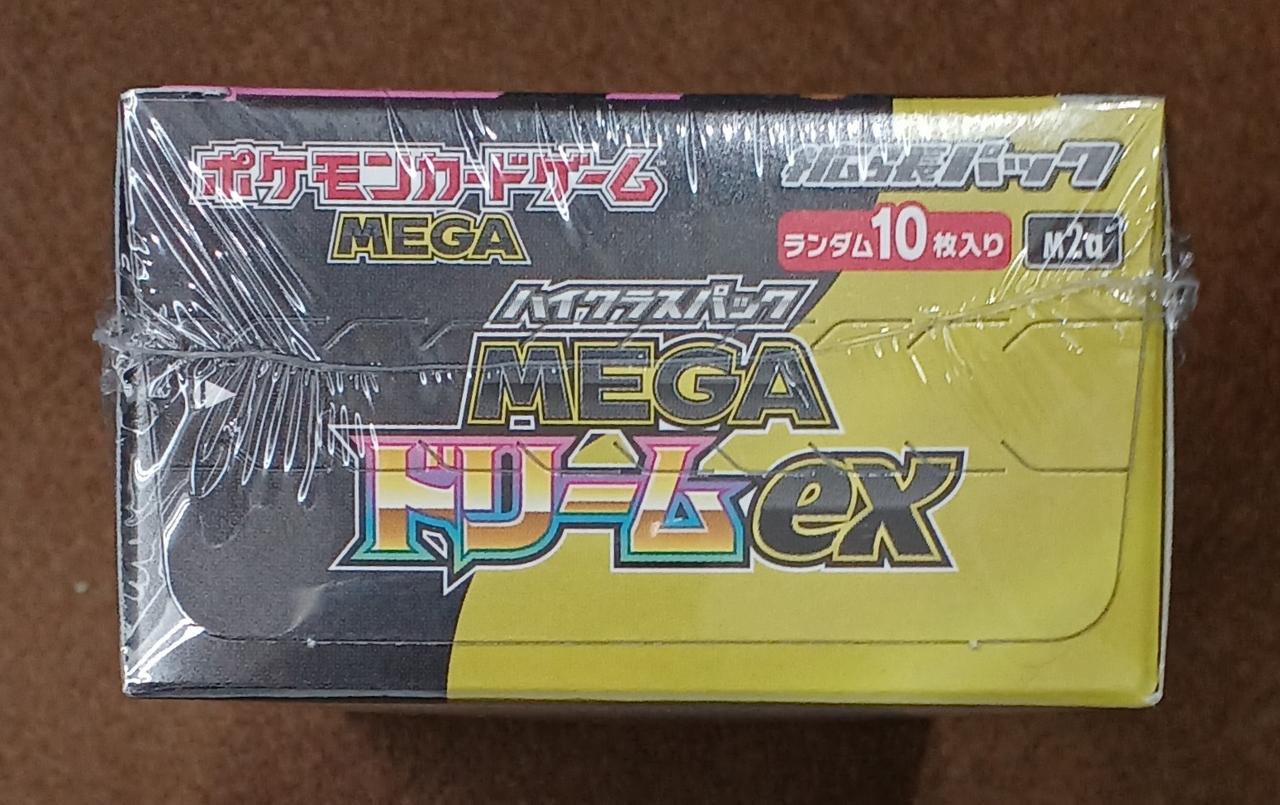 ポケモンカードゲーム
MEGA
拡張パック
ランダム10枚入り
M2a
ハイクラスパック
MEGA
ドリームex